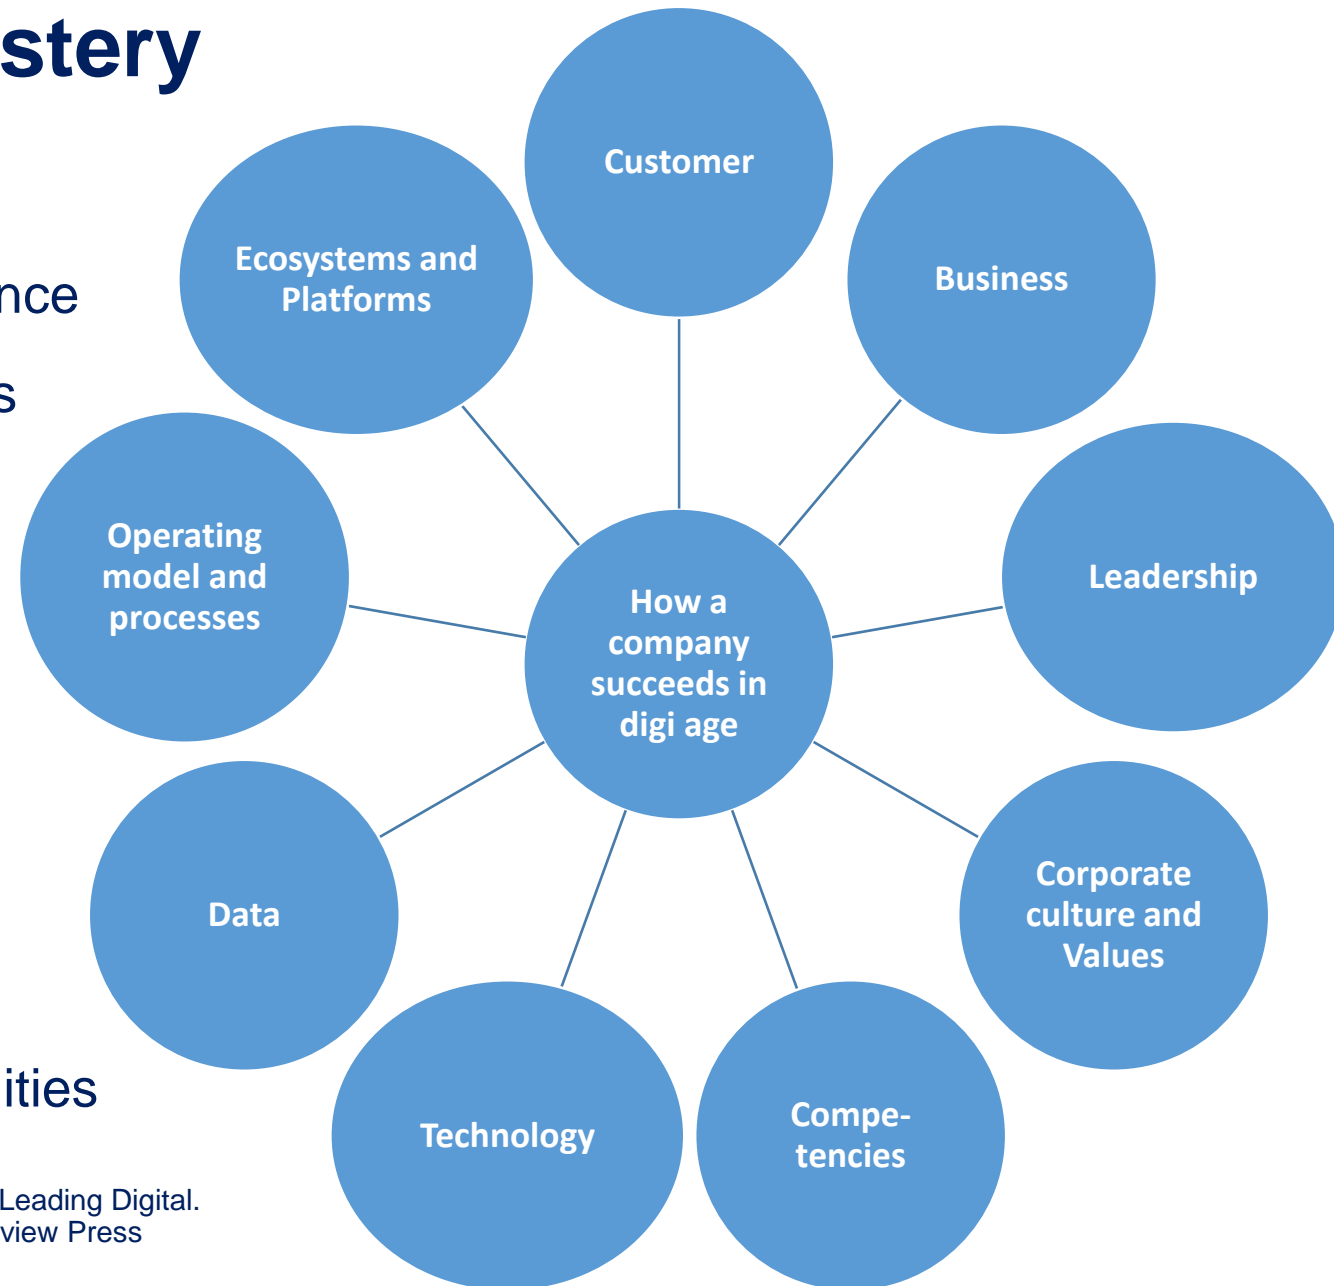 stery
nce
s
ities
Leading Digital.
view Press
Customer
Business
Leadership
Corporate
culture and
Values
Compe-
tencies
Technology
Data
Operating
model and
processes
Ecosystems and
Platforms
How a
company
succeeds in
digi age